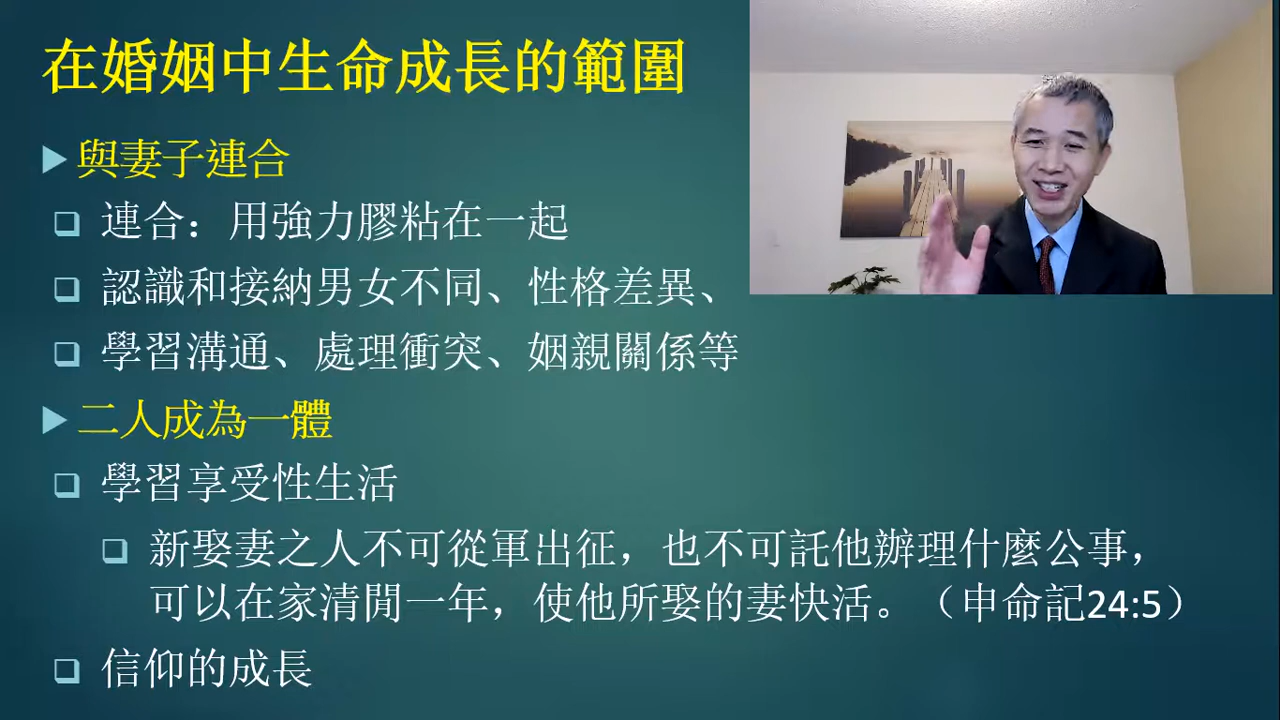 在婚姻中生命成長的範圍
與妻子連合
連合：用強力膠粘在一起
認識和接納男女不同、性格差異、
學習溝通、處理衝突、姻親關係等
二人成為一體
學習享受性生活
新娶妻之人不可從軍出征，也不可託他辦理什麼公事，
可以在家清閒一年，使他所娶的妻快活。（申命記24:5）
信仰的成長